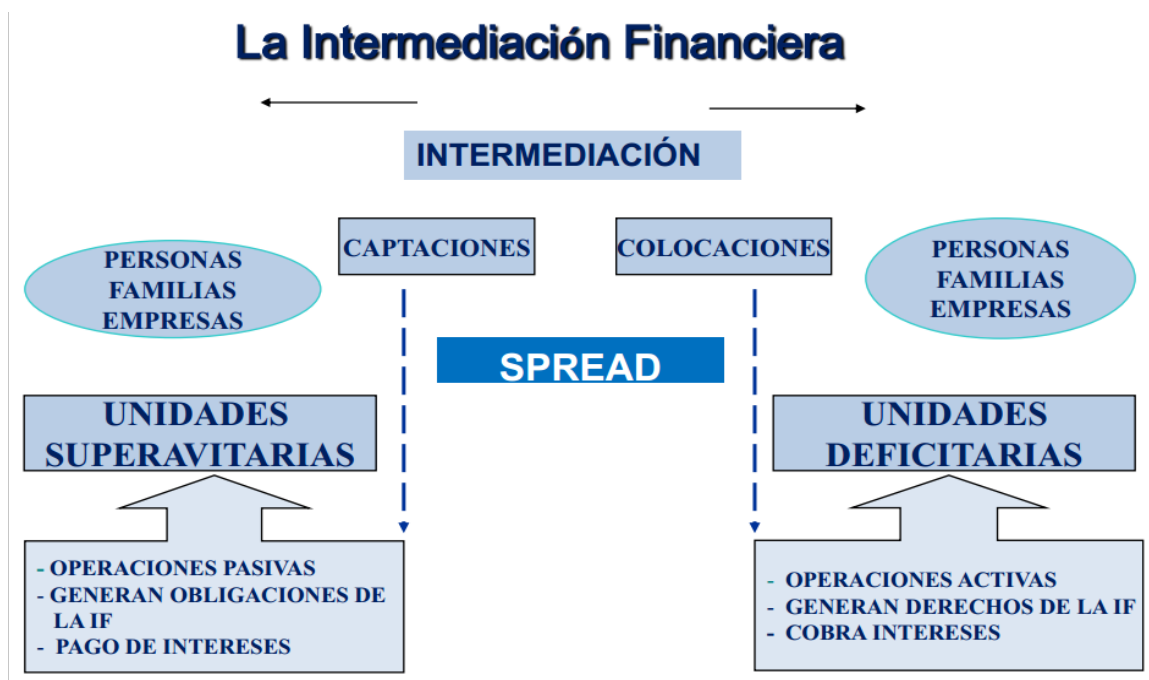 La Intermediación Financiera
INTERMEDIACIÓN
CAPTACIONES
COLOCACIONES
PERSONAS
FAMILIAS
EMPRESAS
PERSONAS
FAMILIAS
EMPRESAS
SPREAD
UNIDADES
SUPERAVITARIAS
UNIDADES
DEFICITARIAS
- OPERACIONES PASIVAS
- GENERAN OBLIGACIONES DE
LA IF
- PAGO DE INTERESES
- OPERACIONES ACTIVAS
- GENERAN DERECHOS DE LA IF
- COBRA INTERESES